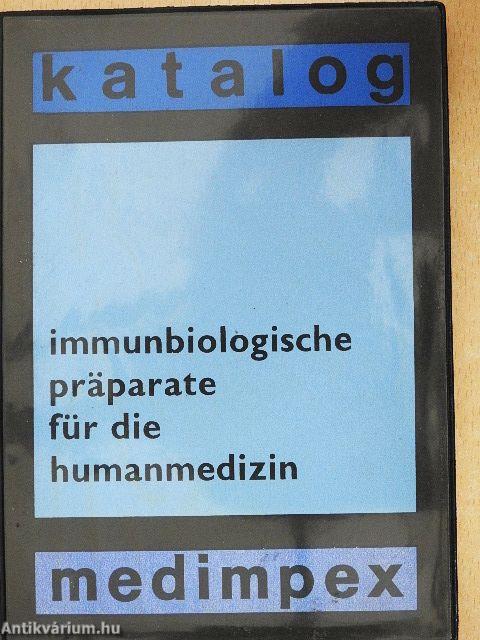 katalog
immunbiologische
präparate
für die
humanmedizin
medimpex
Antikvárium.hu